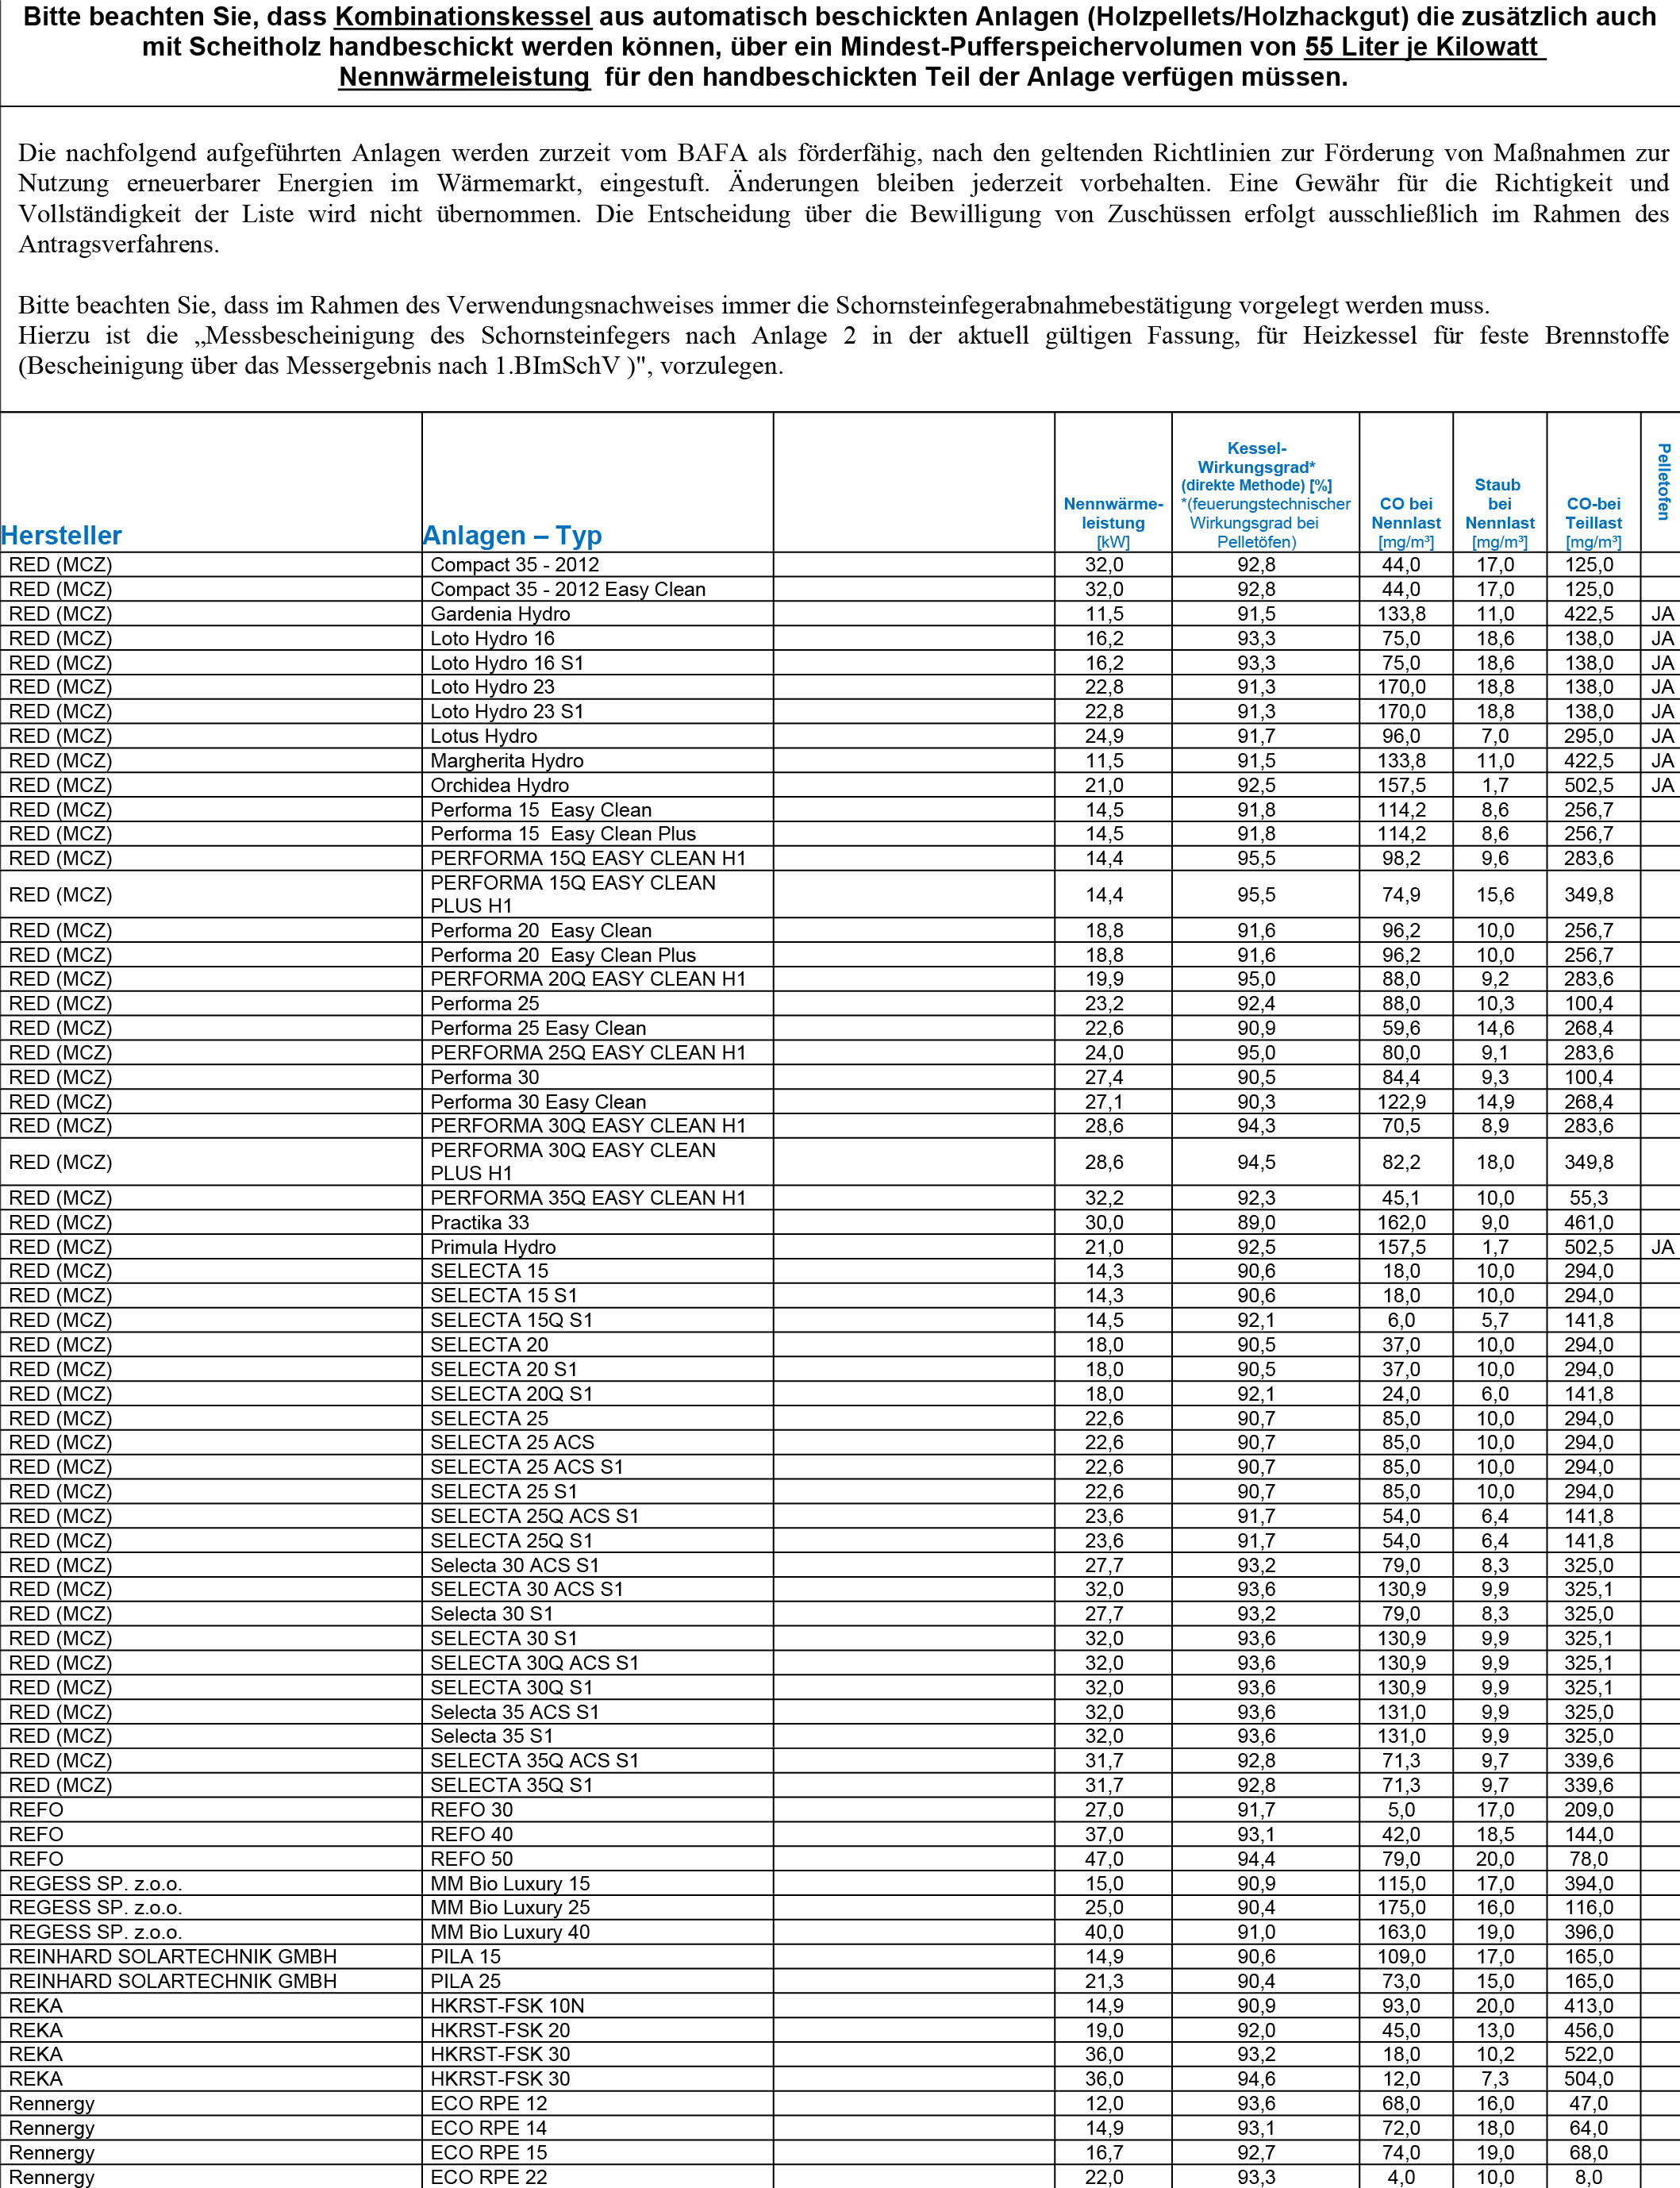 Bitte beachten Sie, dass Kombinationskessel aus automatisch beschickten Anlagen (Holzpellets/Holzhackgut) die zusätzlich auch
mit Scheitholz handbeschickt werden können, über ein Mindest-Pufferspeichervolumen von 55 Liter je Kilowatt
Nennwärmeleistung für den handbeschickten Teil der Anlage verfügen müssen.
Die nachfolgend aufgeführten Anlagen werden zurzeit vom BAFA als förderfähig, nach den geltenden Richtlinien zur Förderung von Maßnahmen zur
Nutzung erneuerbarer Energien im Wärmemarkt, eingestuft. Änderungen bleiben jederzeit vorbehalten. Eine Gewähr für die Richtigkeit und
Vollständigkeit der Liste wird nicht übernommen. Die Entscheidung über die Bewilligung von Zuschüssen erfolgt ausschließlich im Rahmen des
Antragsverfahrens.
Bitte beachten Sie, dass im Rahmen des Verwendungsnachweises immer die Schornsteinfegerabnahmebestätigung vorgelegt werden muss.
Hierzu ist die „Messbescheinigung des Schornsteinfegers nach Anlage 2 in der aktuell gültigen Fassung, für Heizkessel für feste Brennstoffe
(Bescheinigung über das Messergebnis nach 1.BImSchV )", vorzulegen.
Hersteller
Anlagen – Typ
Nennwärme-
leistung
[kW]
Kessel-
Wirkungsgrad*
(direkte Methode) [%]
*(feuerungstechnischer
Wirkungsgrad bei
Pelletöfen)
CO bei
Nennlast
[mg/m³]
Staub
bei
Nennlast
[mg/m³]
CO-bei
Teillast
[mg/m³]
Pelletofen
RED (MCZ) Compact 35 - 2012 32,0 92,8 44,0 17,0 125,0
RED (MCZ) Compact 35 - 2012 Easy Clean 32,0 92,8 44,0 17,0 125,0
RED (MCZ) Gardenia Hydro 11,5 91,5 133,8 11,0 422,5 JA
RED (MCZ) Loto Hydro 16 16,2 93,3 75,0 18,6 138,0 JA
RED (MCZ) Loto Hydro 16 S1 16,2 93,3 75,0 18,6 138,0 JA
RED (MCZ) Loto Hydro 23 22,8 91,3 170,0 18,8 138,0 JA
RED (MCZ) Loto Hydro 23 S1 22,8 91,3 170,0 18,8 138,0 JA
RED (MCZ) Lotus Hydro 24,9 91,7 96,0 7,0 295,0 JA
RED (MCZ) Margherita Hydro 11,5 91,5 133,8 11,0 422,5 JA
RED (MCZ) Orchidea Hydro 21,0 92,5 157,5 1,7 502,5 JA
RED (MCZ) Performa 15 Easy Clean 14,5 91,8 114,2 8,6 256,7
RED (MCZ) Performa 15 Easy Clean Plus 14,5 91,8 114,2 8,6 256,7
RED (MCZ) PERFORMA 15Q EASY CLEAN H1 14,4 95,5 98,2 9,6 283,6
RED (MCZ) PERFORMA 15Q EASY CLEAN
PLUS H1 14,4 95,5 74,9 15,6 349,8
RED (MCZ) Performa 20 Easy Clean 18,8 91,6 96,2 10,0 256,7
RED (MCZ) Performa 20 Easy Clean Plus 18,8 91,6 96,2 10,0 256,7
RED (MCZ) PERFORMA 20Q EASY CLEAN H1 19,9 95,0 88,0 9,2 283,6
RED (MCZ) Performa 25 23,2 92,4 88,0 10,3 100,4
RED (MCZ) Performa 25 Easy Clean 22,6 90,9 59,6 14,6 268,4
RED (MCZ) PERFORMA 25Q EASY CLEAN H1 24,0 95,0 80,0 9,1 283,6
RED (MCZ) Performa 30 27,4 90,5 84,4 9,3 100,4
RED (MCZ) Performa 30 Easy Clean 27,1 90,3 122,9 14,9 268,4
RED (MCZ) PERFORMA 30Q EASY CLEAN H1 28,6 94,3 70,5 8,9 283,6
RED (MCZ) PERFORMA 30Q EASY CLEAN
PLUS H1 28,6 94,5 82,2 18,0 349,8
RED (MCZ) PERFORMA 35Q EASY CLEAN H1 32,2 92,3 45,1 10,0 55,3
RED (MCZ) Practika 33 30,0 89,0 162,0 9,0 461,0
RED (MCZ) Primula Hydro 21,0 92,5 157,5 1,7 502,5 JA
RED (MCZ) SELECTA 15 14,3 90,6 18,0 10,0 294,0
RED (MCZ) SELECTA 15 S1 14,3 90,6 18,0 10,0 294,0
RED (MCZ) SELECTA 15Q S1 14,5 92,1 6,0 5,7 141,8
RED (MCZ) SELECTA 20 18,0 90,5 37,0 10,0 294,0
RED (MCZ) SELECTA 20 S1 18,0 90,5 37,0 10,0 294,0
RED (MCZ) SELECTA 20Q S1 18,0 92,1 24,0 6,0 141,8
RED (MCZ) SELECTA 25 22,6 90,7 85,0 10,0 294,0
RED (MCZ) SELECTA 25 ACS 22,6 90,7 85,0 10,0 294,0
RED (MCZ) SELECTA 25 ACS S1 22,6 90,7 85,0 10,0 294,0
RED (MCZ) SELECTA 25 S1 22,6 90,7 85,0 10,0 294,0
RED (MCZ) SELECTA 25Q ACS S1 23,6 91,7 54,0 6,4 141,8
RED (MCZ) SELECTA 25Q S1 23,6 91,7 54,0 6,4 141,8
RED (MCZ) Selecta 30 ACS S1 27,7 93,2 79,0 8,3 325,0
RED (MCZ) SELECTA 30 ACS S1 32,0 93,6 130,9 9,9 325,1
RED (MCZ) Selecta 30 S1 27,7 93,2 79,0 8,3 325,0
RED (MCZ) SELECTA 30 S1 32,0 93,6 130,9 9,9 325,1
RED (MCZ) SELECTA 30Q ACS S1 32,0 93,6 130,9 9,9 325,1
RED (MCZ) SELECTA 30Q S1 32,0 93,6 130,9 9,9 325,1
RED (MCZ) Selecta 35 ACS S1 32,0 93,6 131,0 9,9 325,0
RED (MCZ) Selecta 35 S1 32,0 93,6 131,0 9,9 325,0
RED (MCZ) SELECTA 35Q ACS S1 31,7 92,8 71,3 9,7 339,6
RED (MCZ) SELECTA 35Q S1 31,7 92,8 71,3 9,7 339,6
REFO REFO 30 27,0 91,7 5,0 17,0 209,0
REFO REFO 40 37,0 93,1 42,0 18,5 144,0
REFO REFO 50 47,0 94,4 79,0 20,0 78,0
REGESS SP. z.o.o. MM Bio Luxury 15 15,0 90,9 115,0 17,0 394,0
REGESS SP. z.o.o. MM Bio Luxury 25 25,0 90,4 175,0 16,0 116,0
REGESS SP. z.o.o. MM Bio Luxury 40 40,0 91,0 163,0 19,0 396,0
REINHARD SOLARTECHNIK GMBH PILA 15 14,9 90,6 109,0 17,0 165,0
REINHARD SOLARTECHNIK GMBH PILA 25 21,3 90,4 73,0 15,0 165,0
REKA HKRST-FSK 10N 14,9 90,9 93,0 20,0 413,0
REKA HKRST-FSK 20 19,0 92,0 45,0 13,0 456,0
REKA HKRST-FSK 30 36,0 93,2 18,0 10,2 522,0
REKA HKRST-FSK 30 36,0 94,6 12,0 7,3 504,0
Rennergy ECO RPE 12 12,0 93,6 68,0 16,0 47,0
Rennergy ECO RPE 14 14,9 93,1 72,0 18,0 64,0
Rennergy ECO RPE 15 16,7 92,7 74,0 19,0 68,0
Rennergy ECO RPE 22 22,0 93,3 4,0 10,0 8,0